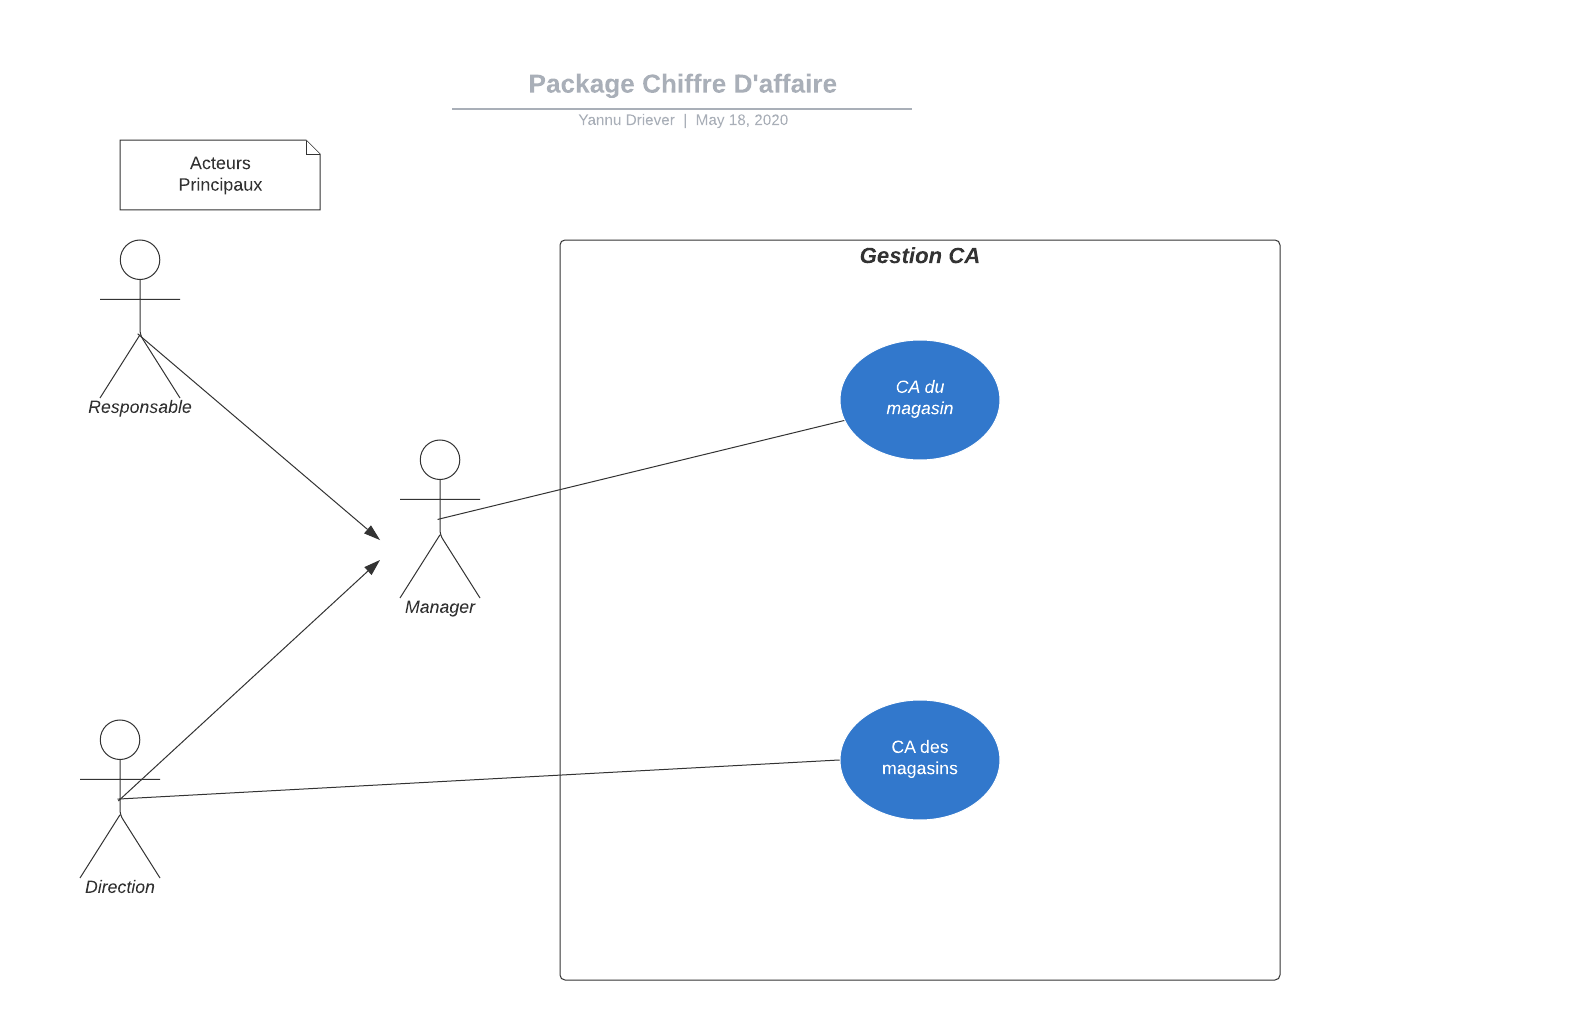 Package Chiffre D'affaire
Yannu Driever | May 18, 2020
Acteurs
Principaux
Gestion CA
CA du
magasin
Responsable
Manager
CA des
magasins
Direction